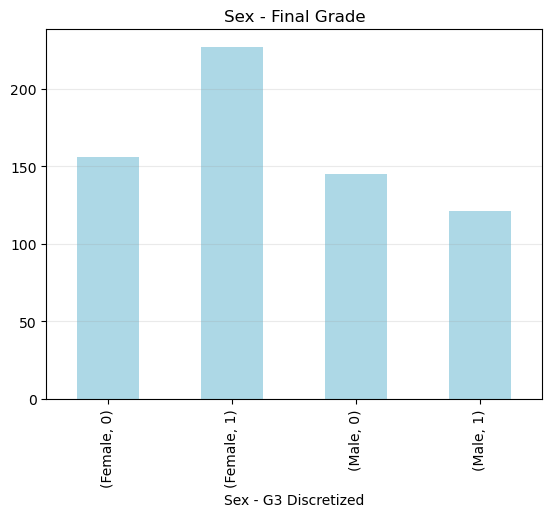 Sex - Final Grade
200
150
100
50
0
(Female, 0)
(Female, 1)
(Male, 0)
(Male, 1)
Sex - G3 Discretized